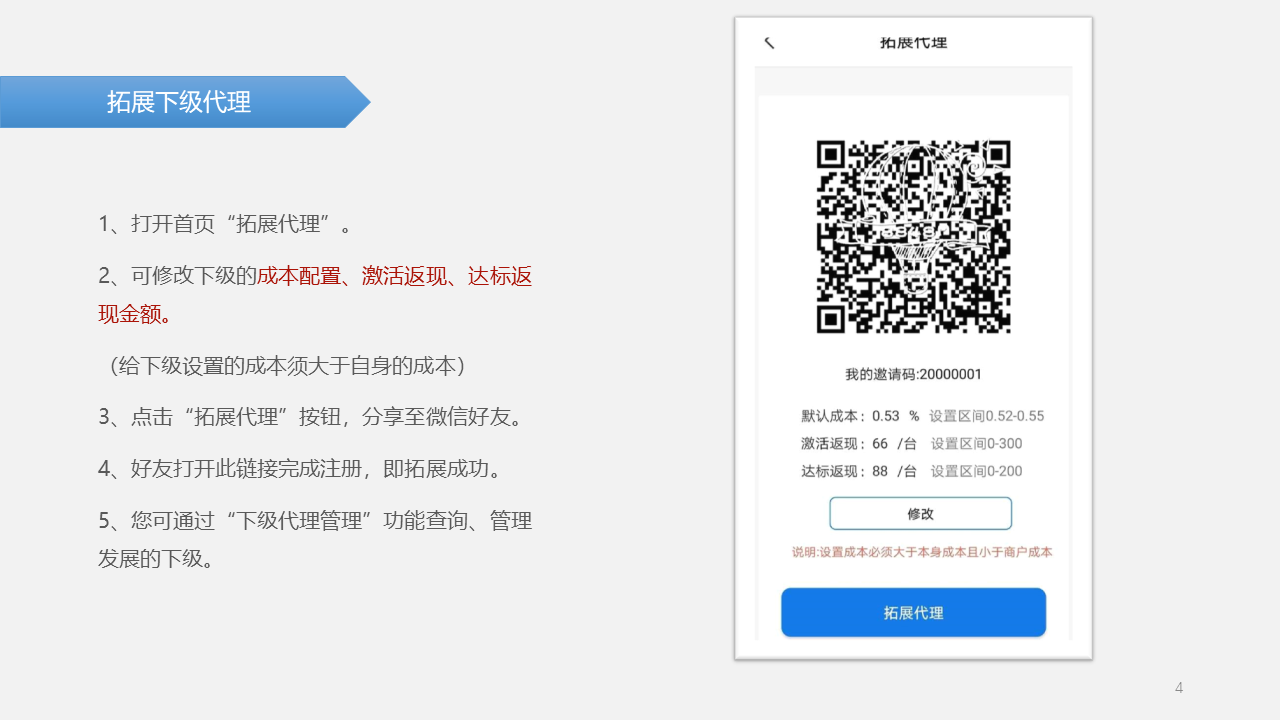 拓展下级代理
1、打开首页“拓展代理”。
2、可修改下级的成本配置、激活返现、达标返
现金额。
（给下级设置的成本须大于自身的成本）
3、点击“拓展代理”按钮，分享至微信好友。
4、好友打开此链接完成注册，即拓展成功。
5、您可通过“下级代理管理”功能查询、管理
发展的下级。
拓展代理
我的邀请码:20000001
默认成本：0.53 % 设置区间0.52-0.55
激活返现：66 /台 设置区间0-300
达标返现：88 /台 设置区间0-200
修改
说明:设置成本必须大于本身成本且小于商户成本
拓展代理
4